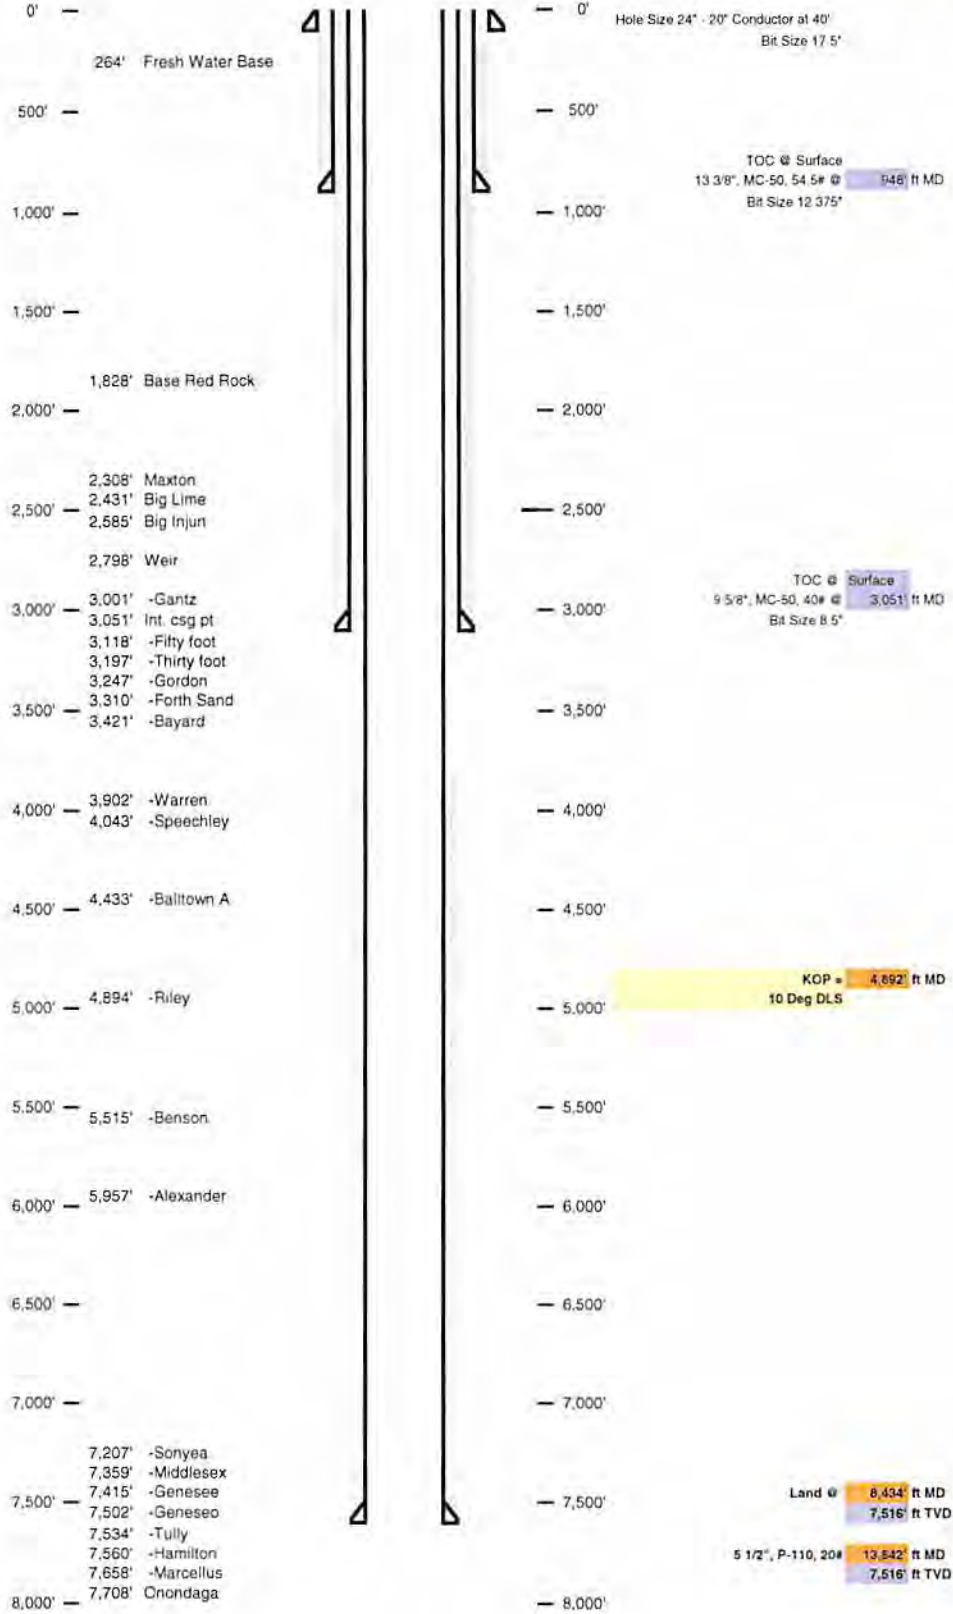 0'
264' Fresh Water Base
500'
1,000'
1,500'
1,828' Base Red Rock
2,000'
2,308' Maxton
2,431' Big Lime
2,500'
2,585' Big Injun
2,798' Weir
3,001' -Gantz
3,000'
3,051' Int. csg pt
3,118' -Fifty foot
3,197' -Thirty foot
3,247' -Gordon
3,310' -Forth Sand
3,500'
3,421' -Bayard
3,902' -Warren
4,000'
4,043' -Speechley
4,433' -Balltown A
4,500'
4,894' -Riley
5,000'
5,500'
5,515' -Benson
5,957' -Alexander
6,000'
6,500'
7,000'
7,207' -Sonyea
7,359' -Middlesex
7,415' -Genesee
7,500'
7,502' -Geneseo
7,534' -Tully
7,560' -Hamilton
7,658' -Marcellus
7,708' Onondaga
8,000'
0'
500'
1,000'
1,500'
2,000'
2,500'
3,000'
3,500'
4,000'
4,500'
5,000'
5,500'
6,000'
6,500'
7,000'
7,500'
8,000'
Hole Size 24" - 20" Conductor at 40'
Bit Size 17.5"
TOC @ Surface
13 3/8", MC-50, 54.5# @ 948' ft MD
Bit Size 12.375"
TOC @ Surface
9 5/8", MC-50, 40# @ 3,051' ft MD
Bit Size 8.5"
KOP = 4,892' ft MD
10 Deg DLS
Land @ 8,434' ft MD
7,516' ft TVD
5 1/2", P-110, 20# ft MD
7,516' ft TVD